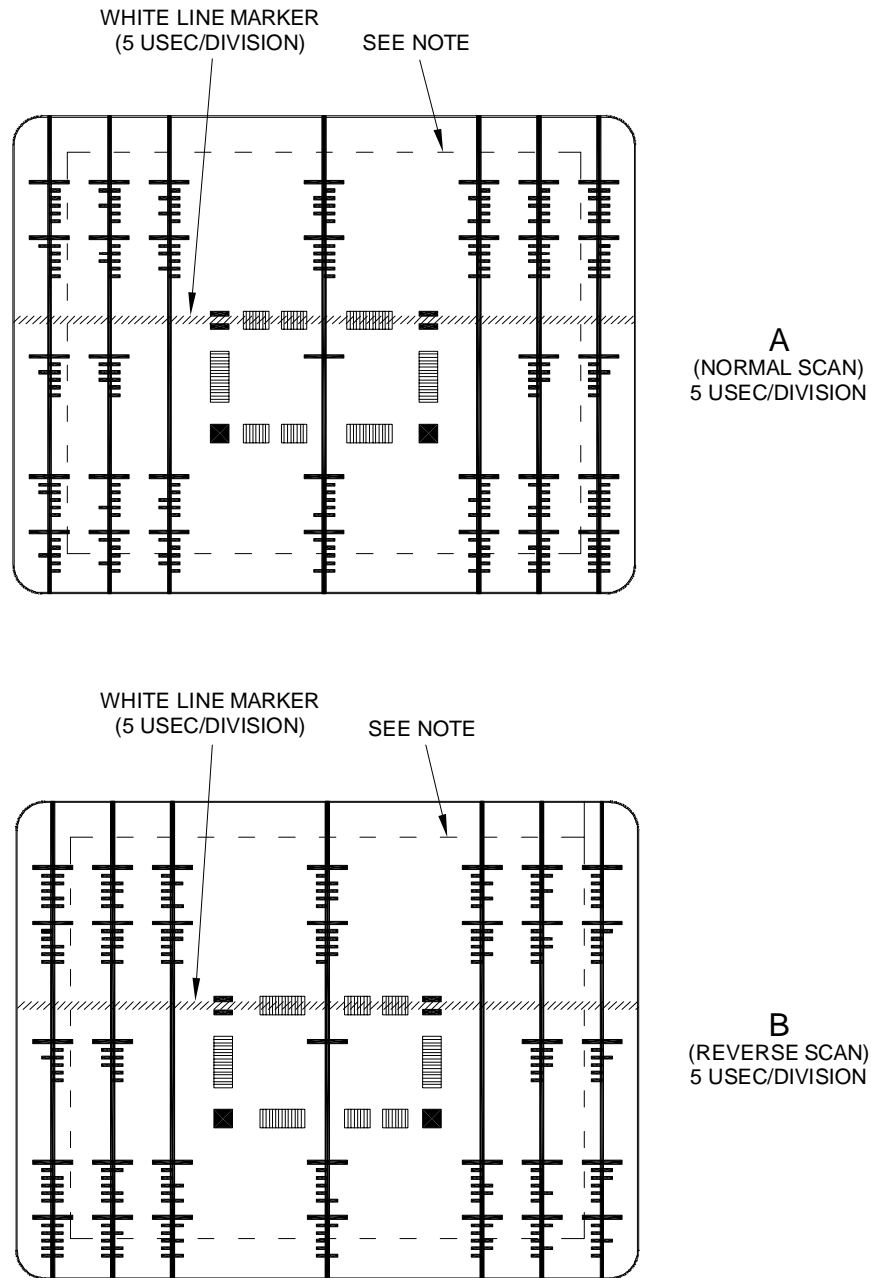 WHITE LINE MARKER
(5 USEC/DIVISION)
SEE NOTE
A
(NORMAL SCAN)
5 USEC/DIVISION
WHITE LINE MARKER
(5 USEC/DIVISION)
SEE NOTE
B
(REVERSE SCAN)
5 USEC/DIVISION